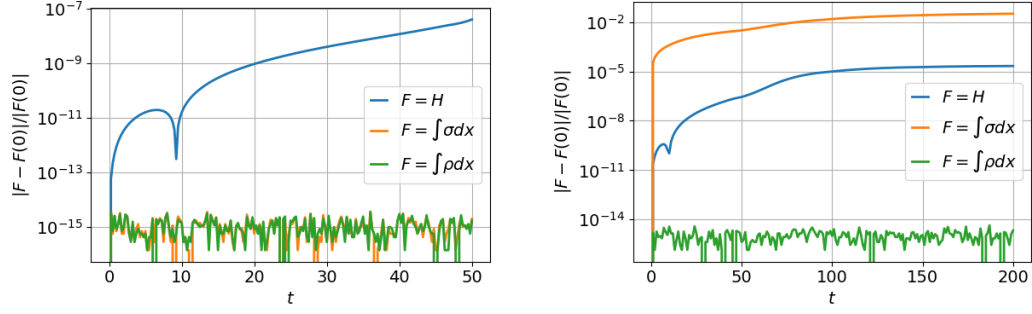 10⁻⁷
10⁻⁹
10⁻¹¹
10⁻¹³
10⁻¹⁵
|F − F(0)|/|F(0)|
F = H
F = ∫σdx
F = ∫ρdx
0 10 20 30 40 50
t
10⁻²
10⁻⁵
10⁻⁸
10⁻¹¹
10⁻¹⁴
|F − F(0)|/|F(0)|
F = H
F = ∫σdx
F = ∫ρdx
0 50 100 150 200
t